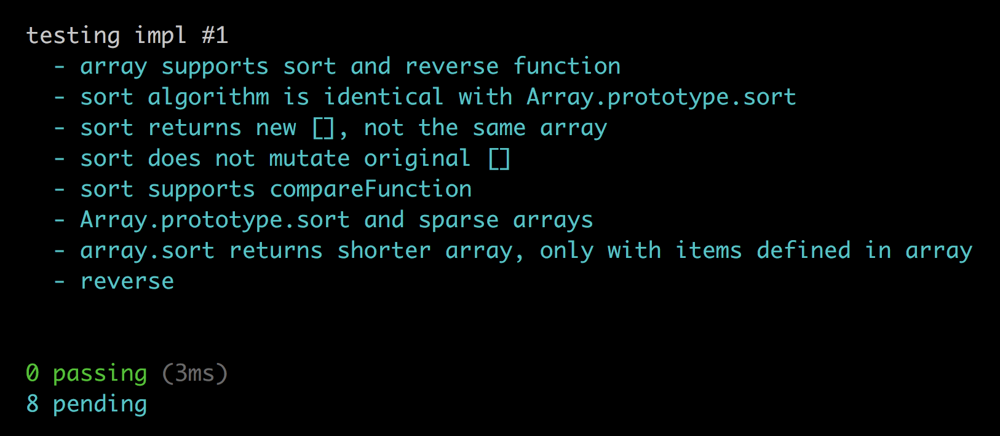 testing impl #1
- array supports sort and reverse function
- sort algorithm is identical with Array.prototype.sort
- sort returns new [], not the same array
- sort does not mutate original []
- sort supports compareFunction
- Array.prototype.sort and sparse arrays
- array.sort returns shorter array, only with items defined in array
- reverse
0 passing (3ms)
8 pending